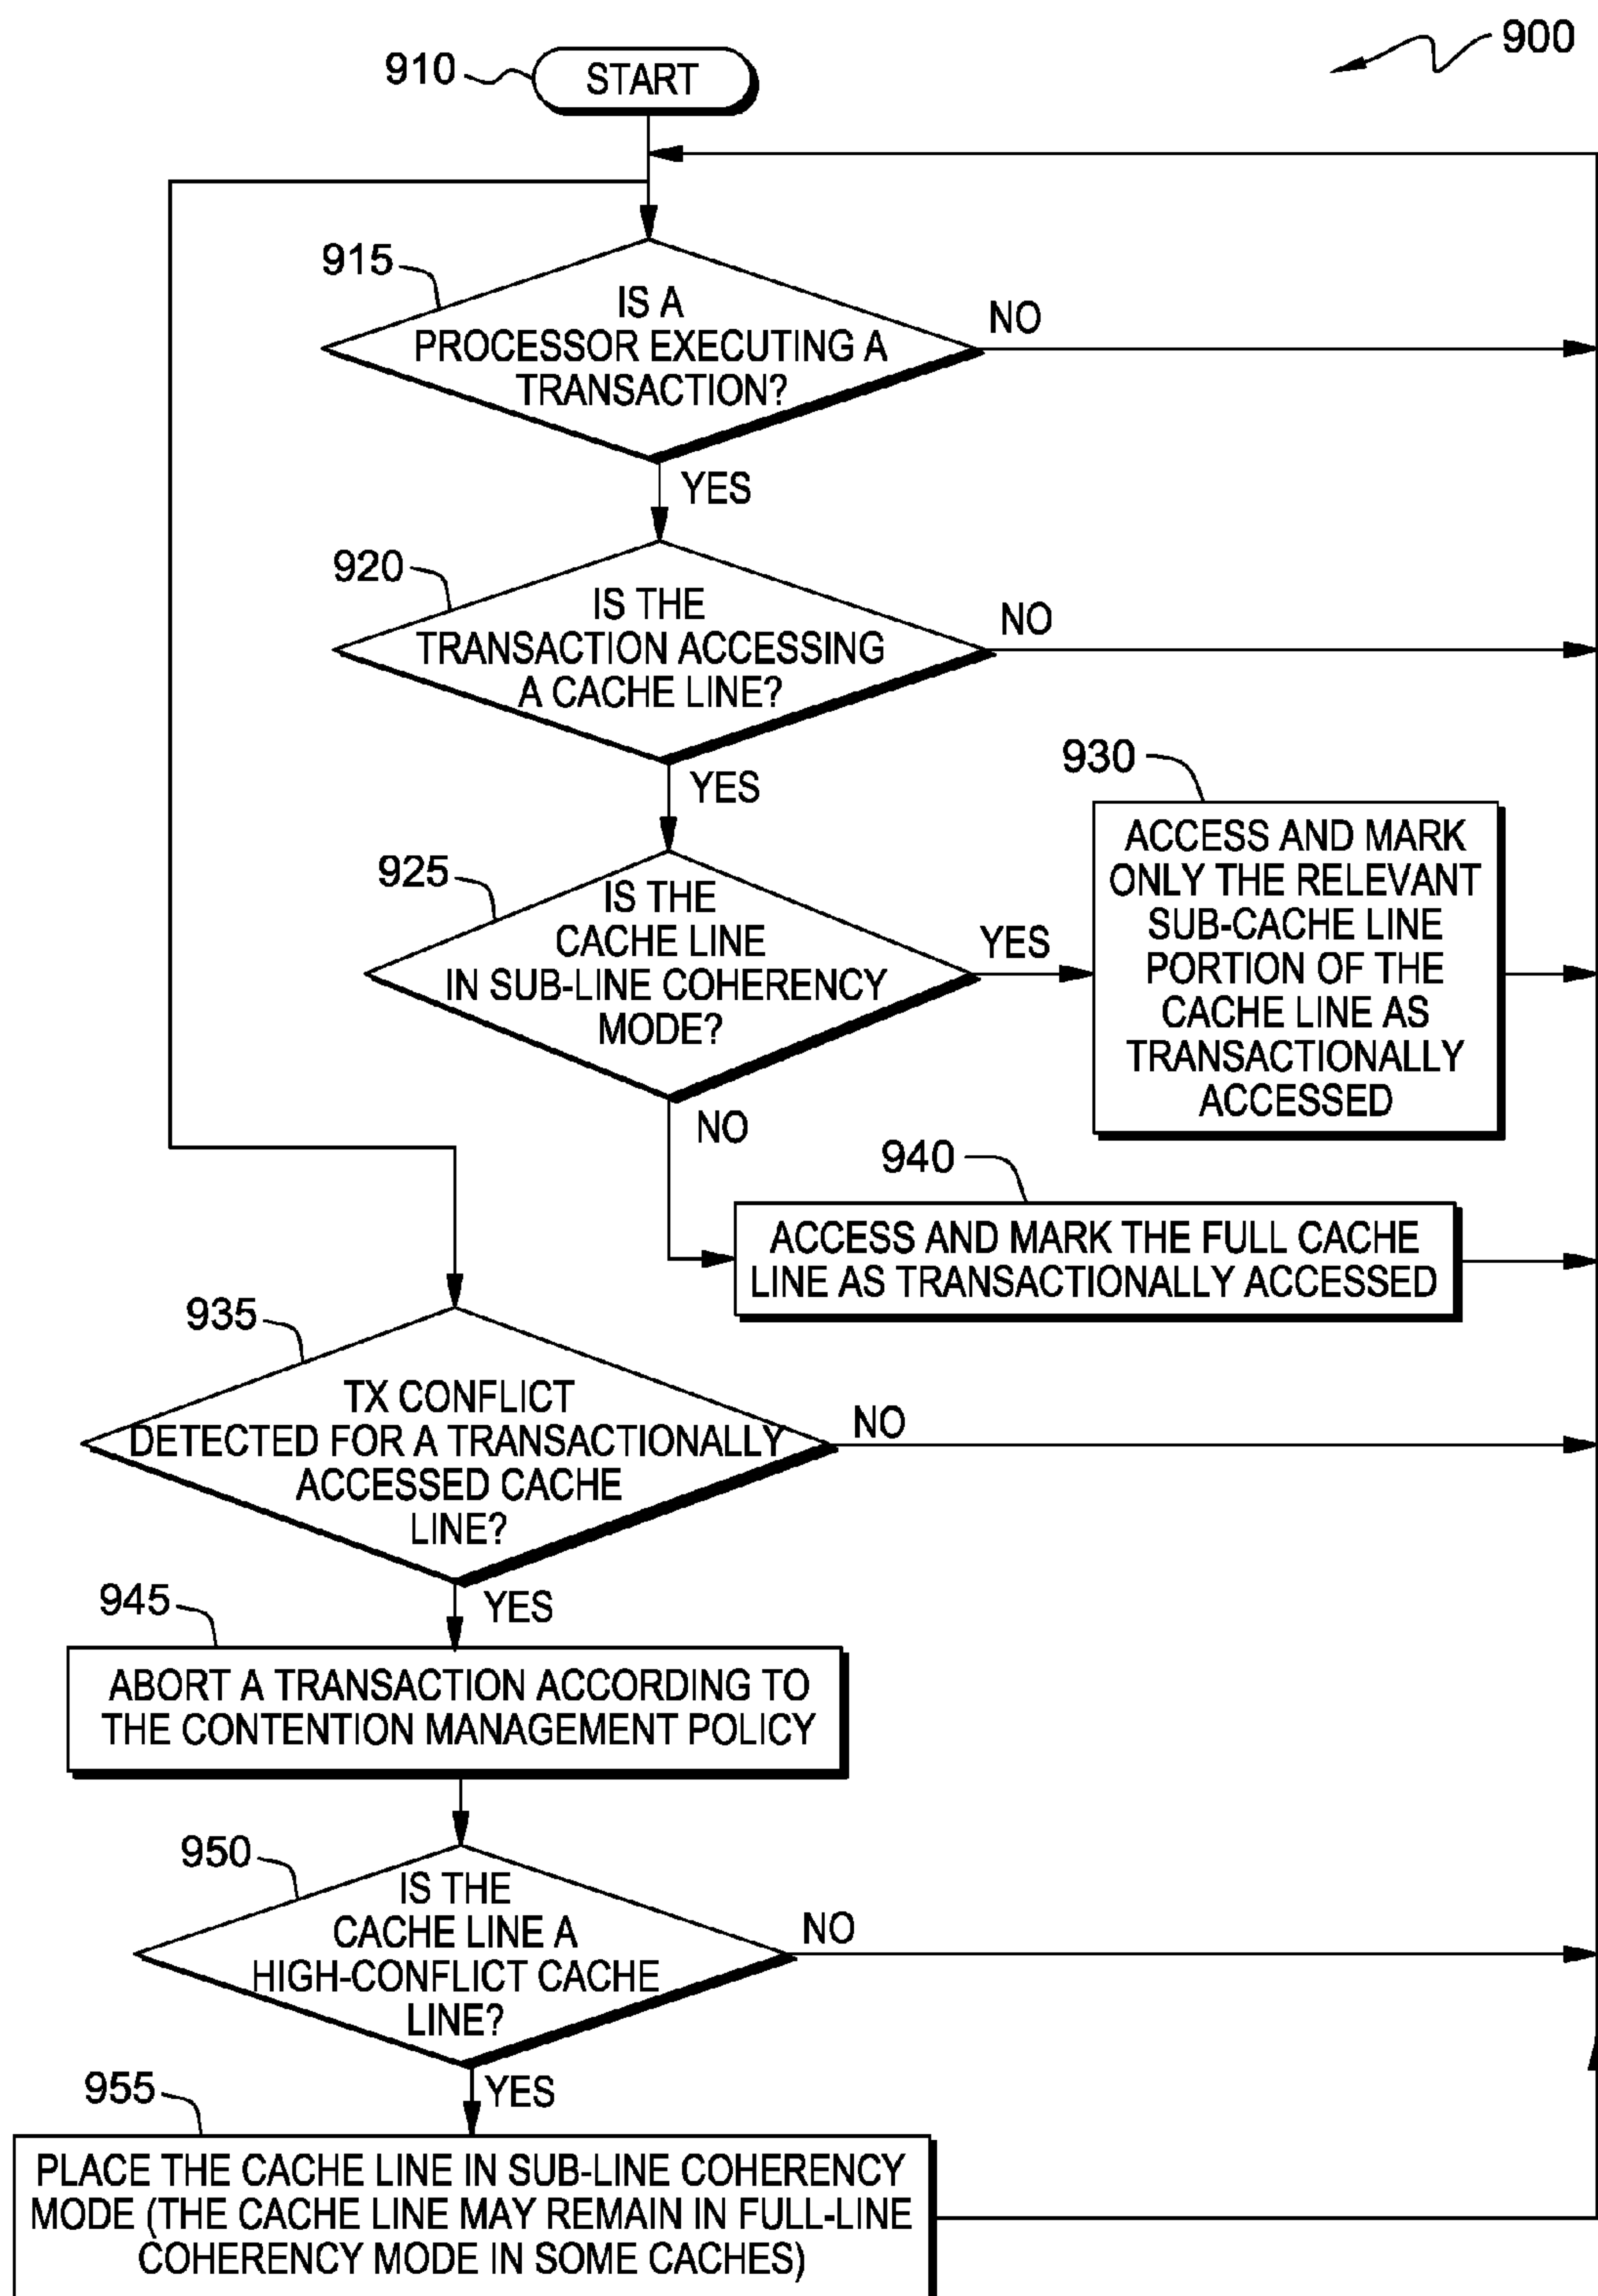 900
910
START
915
IS A
PROCESSOR EXECUTING A
TRANSACTION?
NO
YES
920
IS THE
TRANSACTION ACCESSING
A CACHE LINE?
NO
YES
925
IS THE
CACHE LINE
IN SUB-LINE COHERENCY
MODE?
YES
NO
930
ACCESS AND MARK
ONLY THE RELEVANT
SUB-CACHE LINE
PORTION OF THE
CACHE LINE AS
TRANSACTIONALLY
ACCESSED
940
ACCESS AND MARK THE FULL CACHE
LINE AS TRANSACTIONALLY ACCESSED
935
TX CONFLICT
DETECTED FOR A TRANSACTIONALLY
ACCESSED CACHE
LINE?
NO
YES
945
ABORT A TRANSACTION ACCORDING TO
THE CONTENTION MANAGEMENT POLICY
950
IS THE
CACHE LINE A
HIGH-CONFLICT CACHE
LINE?
NO
YES
955
PLACE THE CACHE LINE IN SUB-LINE COHERENCY
MODE (THE CACHE LINE MAY REMAIN IN FULL-LINE
COHERENCY MODE IN SOME CACHES)